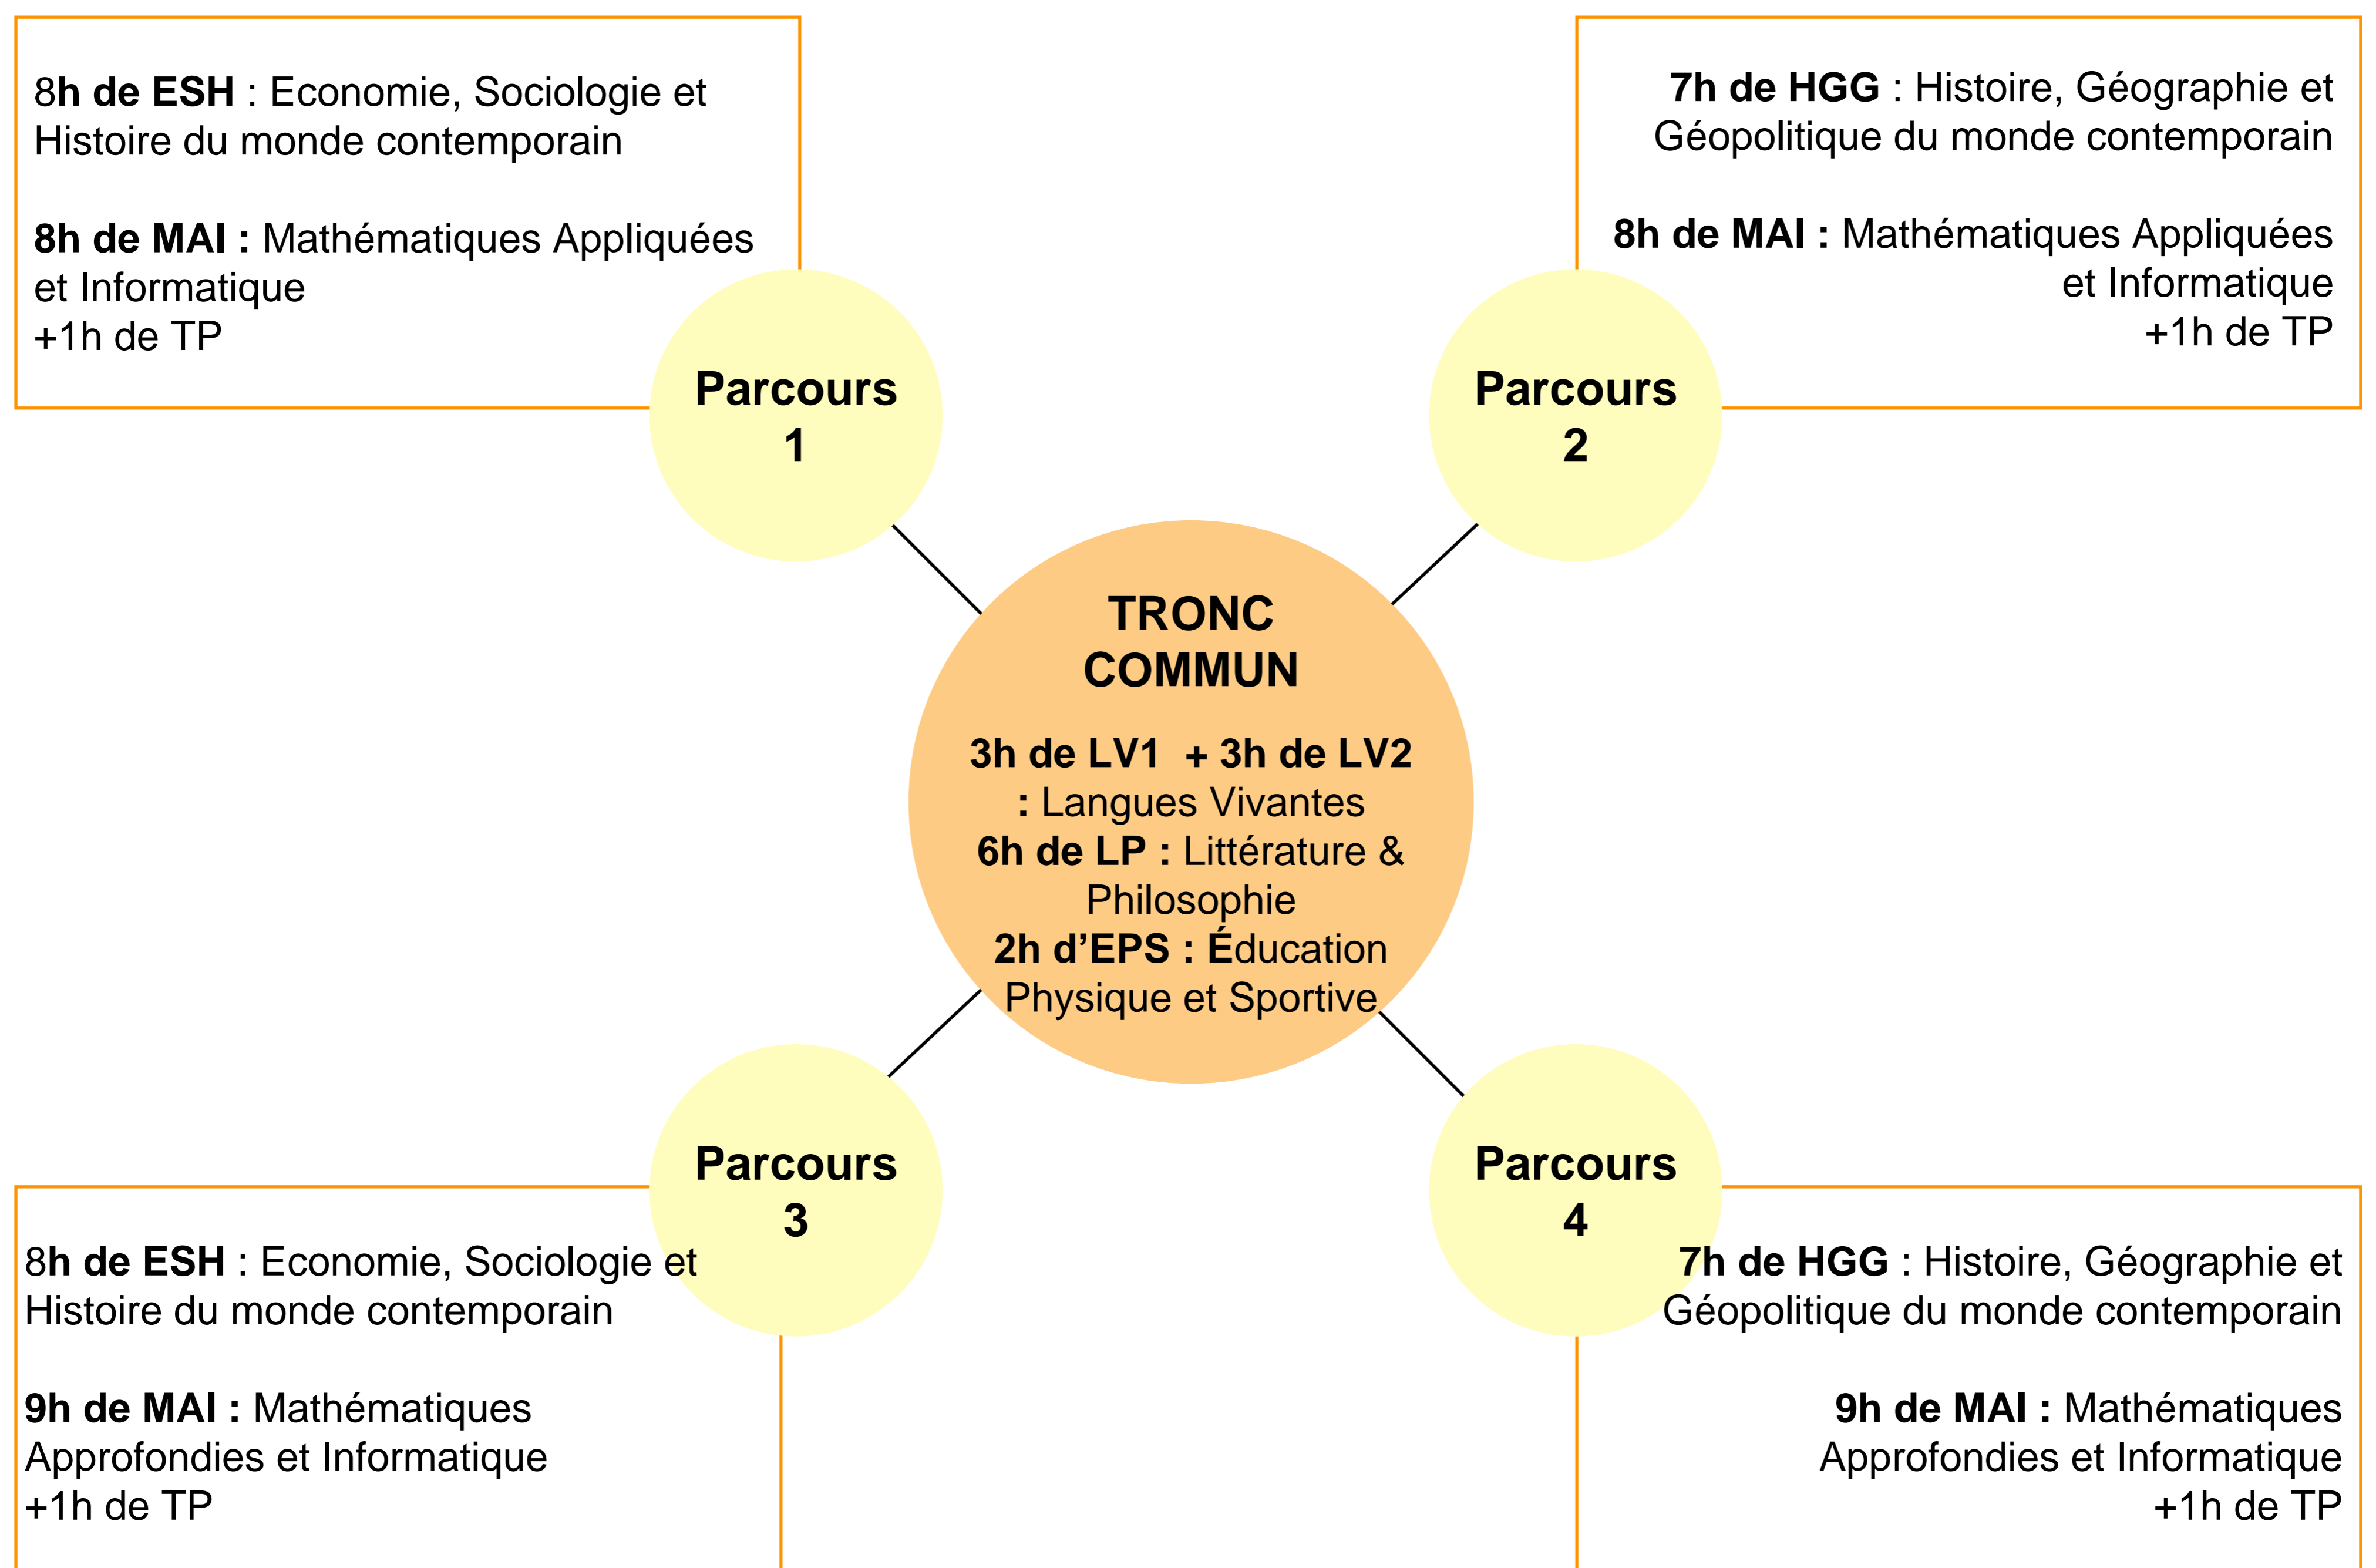 8h de ESH : Economie, Sociologie et
Histoire du monde contemporain
8h de MAI : Mathématiques Appliquées
et Informatique
+1h de TP
Parcours
1
7h de HGG : Histoire, Géographie et
Géopolitique du monde contemporain
8h de MAI : Mathématiques Appliquées
et Informatique
+1h de TP
Parcours
2
TRONC
COMMUN
3h de LV1 + 3h de LV2
: Langues Vivantes
6h de LP : Littérature &
Philosophie
2h d’EPS : Éducation
Physique et Sportive
Parcours
3
8h de ESH : Economie, Sociologie et
Histoire du monde contemporain
9h de MAI : Mathématiques
Approfondies et Informatique
+1h de TP
Parcours
4
7h de HGG : Histoire, Géographie et
Géopolitique du monde contemporain
9h de MAI : Mathématiques
Approfondies et Informatique
+1h de TP